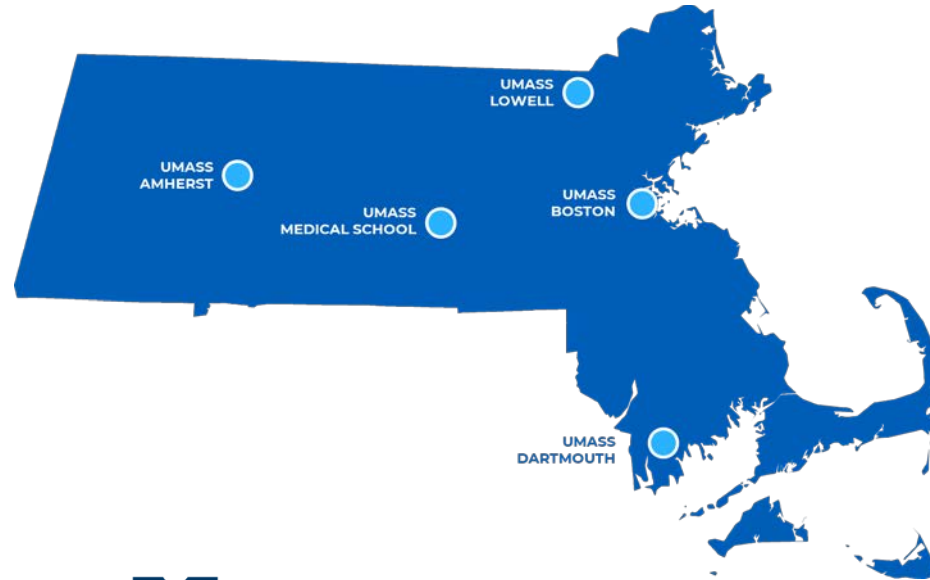 UMASS
LOWELL
UMASS
AMHERST
UMASS
BOSTON
UMASS
MEDICAL SCHOOL
UMASS
DARTMOUTH